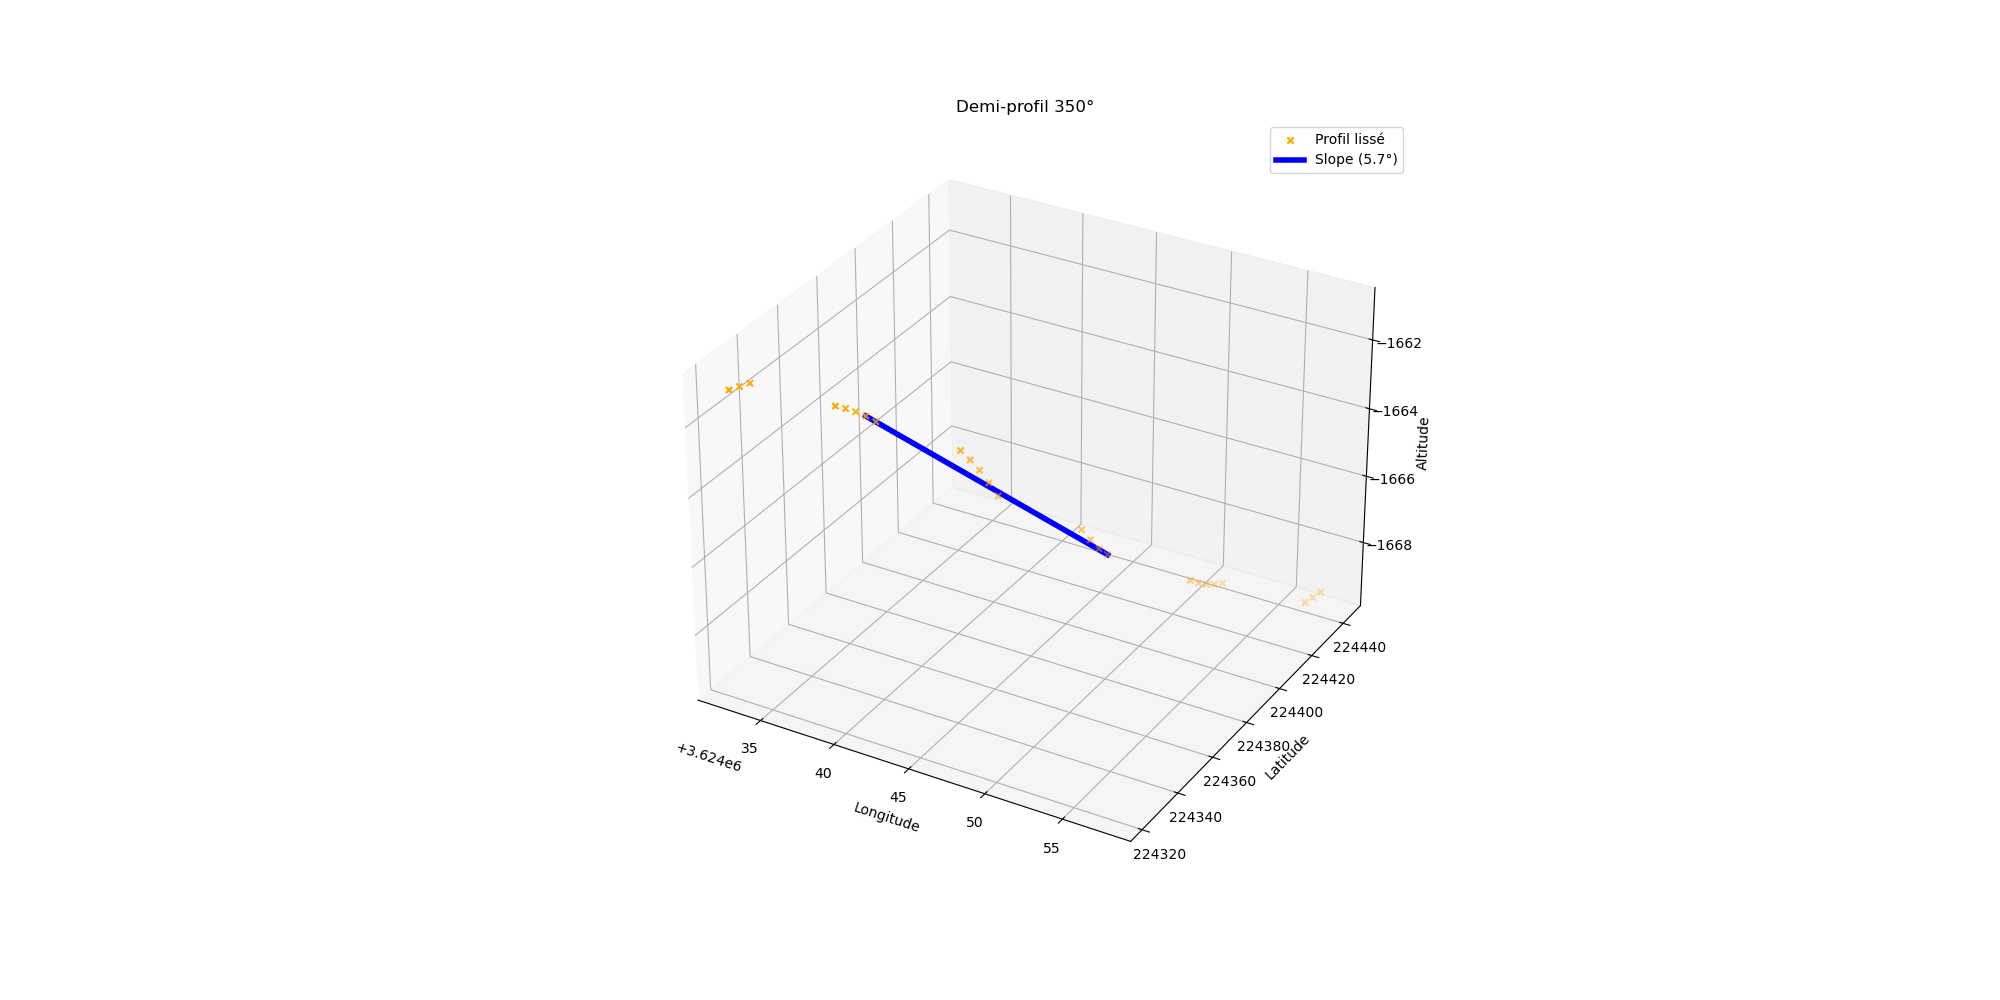 Demi-profil 350°
Profil lissé
Slope (5.7°)
−1662
−1664
−1666
−1668
Altitude
224440
224420
224400
224380
224360
224340
224320
Latitude
35
40
45
50
55
+3.624e6
Longitude